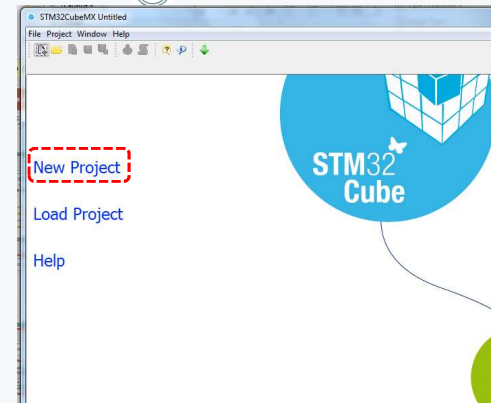 STM32CubeMX Untitled
File Project Window Help
New Project
Load Project
Help
STM32
Cube